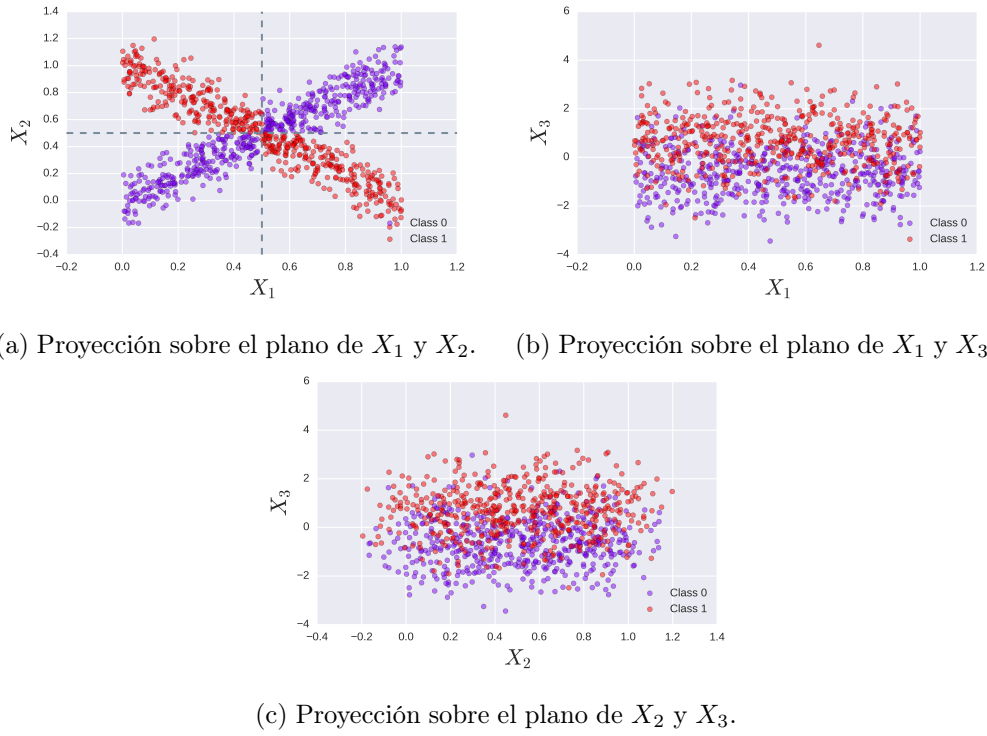 1.4
1.2
1.0
0.8
0.6
0.4
0.2
0.0
−0.2
−0.4
X2
−0.2 0.0 0.2 0.4 0.6 0.8 1.0 1.2
X1
Class 0
Class 1
6
4
2
0
−2
−4
X3
−0.2 0.0 0.2 0.4 0.6 0.8 1.0 1.2
X1
Class 0
Class 1
(a) Proyección sobre el plano de X1 y X2.
(b) Proyección sobre el plano de X1 y X3
6
4
2
0
−2
−4
X3
−0.4 −0.2 0.0 0.2 0.4 0.6 0.8 1.0 1.2 1.4
X2
Class 0
Class 1
(c) Proyección sobre el plano de X2 y X3.